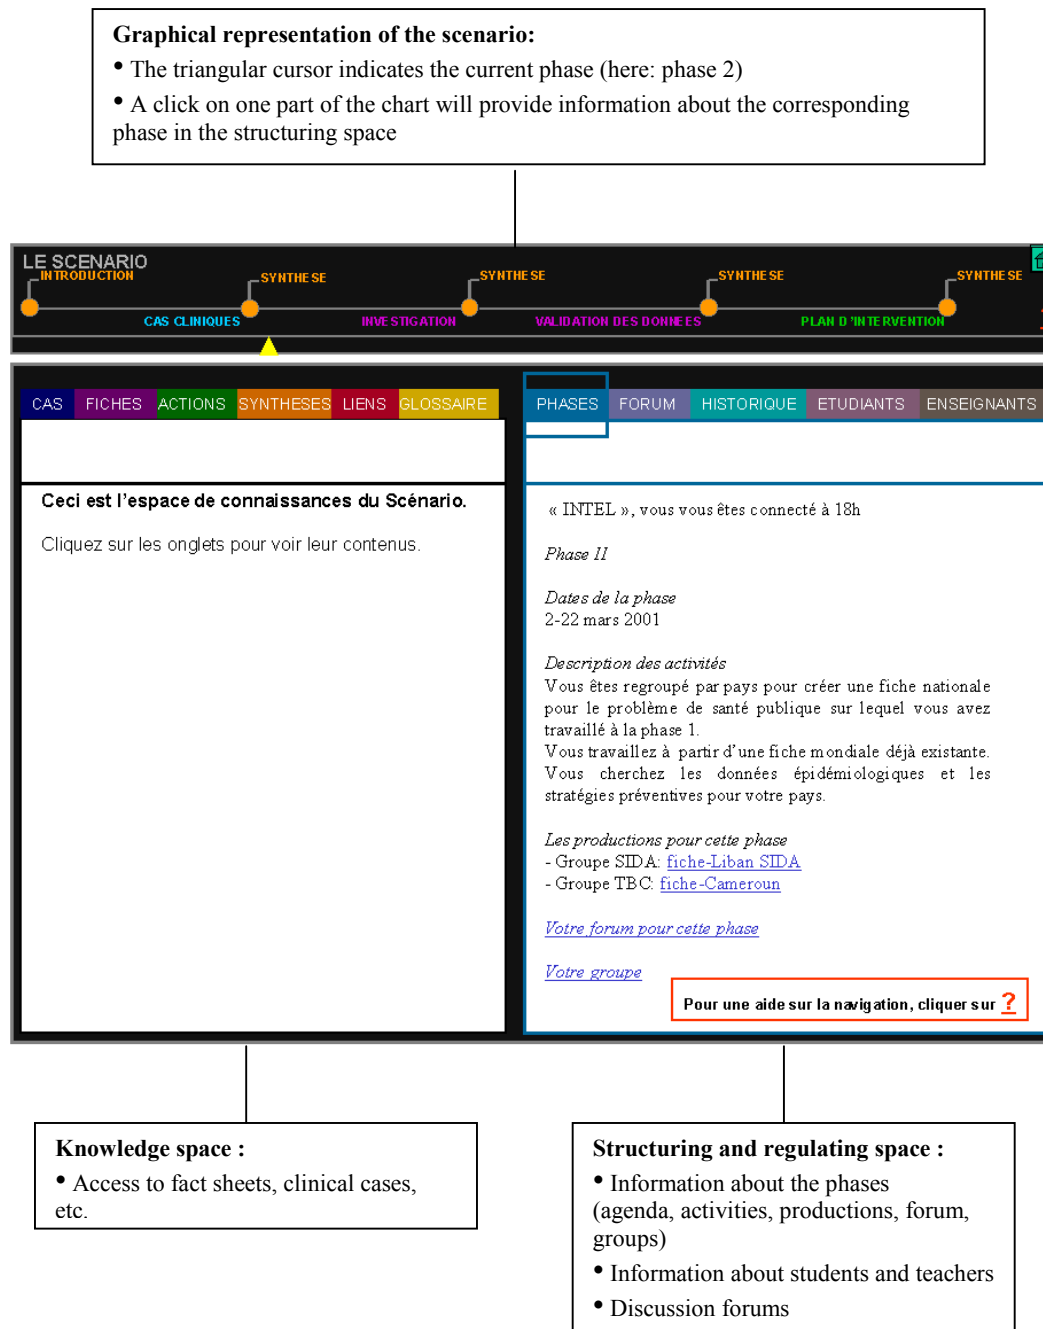 Graphical representation of the scenario:
• The triangular cursor indicates the current phase (here: phase 2)
• A click on one part of the chart will provide information about the corresponding
phase in the structuring space
LE SCENARIO
INTRODUCTION
SYNTHESE
SYNTHESE
SYNTHESE
SYNTHESE
CAS CLINIQUES
INVESTIGATION
VALIDATION DES DONNEES
PLAN D'INTERVENTION
CAS FICHES ACTIONS SYNTHESES LIENS GLOSSAIRE
Ceci est l'espace de connaissances du Scénario.
Cliquez sur les onglets pour voir leur contenus.
PHASES FORUM HISTORIQUE ETUDIANTS ENSEIGNANTS
« INTEL », vous vous êtes connecté à 18h
Phase II
Dates de la phase
2-22 mars 2001
Description des activités
Vous êtes regroupé par pays pour créer une fiche nationale
pour le problème de santé publique sur lequel vous avez
travaillé à la phase 1.
Vous travaillez à partir d'une fiche mondiale déjà existante.
Vous cherchez les données épidémiologiques et les
stratégies préventives pour votre pays.
Les productions pour cette phase
- Groupe SIDA: fiche-Liban SIDA
- Groupe TBC: fiche-Cameroun
Votre forum pour cette phase
Votre groupe
Pour une aide sur la navigation, cliquer sur ?
Knowledge space :
• Access to fact sheets, clinical cases,
etc.
Structuring and regulating space :
• Information about the phases
(agenda, activities, productions, forum,
groups)
• Information about students and teachers
• Discussion forums